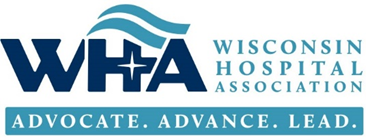 WHA
WISCONSIN
HOSPITAL
ASSOCIATION
ADVOCATE. ADVANCE. LEAD.